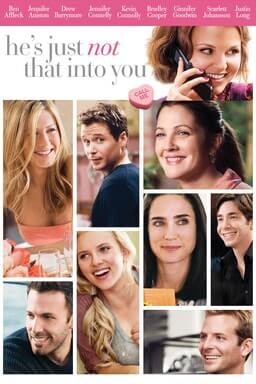 Ben Affleck Jennifer Aniston Drew Barrymore Jennifer Connelly Kevin Connolly Bradley Cooper Ginnifer Goodwin Scarlett Johansson Justin Long
he's just not
that into you
CALL ME